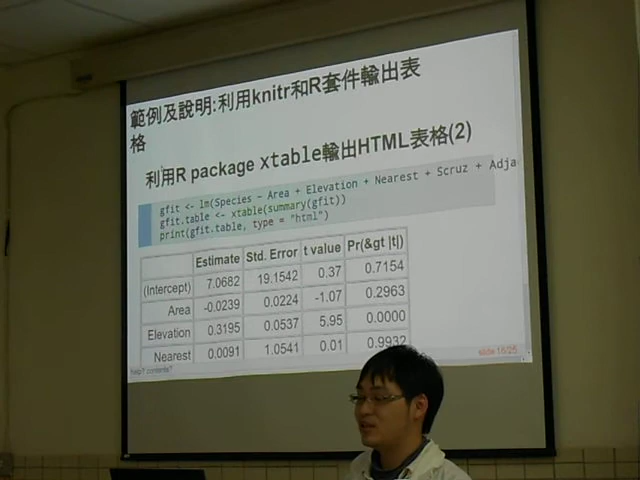 範例及說明:利用knitr和R套件輸出表
格
利用R package xtable輸出HTML表格(2)
gfit <- lm(Species ~ Area + Elevation + Nearest + Scruz + Adja
gfit.table <- xtable(summary(gfit))
print(gfit.table, type = "html")
Estimate Std. Error t value Pr(&gt |t|)
(Intercept) 7.0682 19.1542 0.37 0.7154
Area -0.0239 0.0224 -1.07 0.2963
Elevation 0.3195 0.0537 5.95 0.0000
Nearest 0.0091 1.0541 0.01 0.9932
help? contents?
slide 16/25